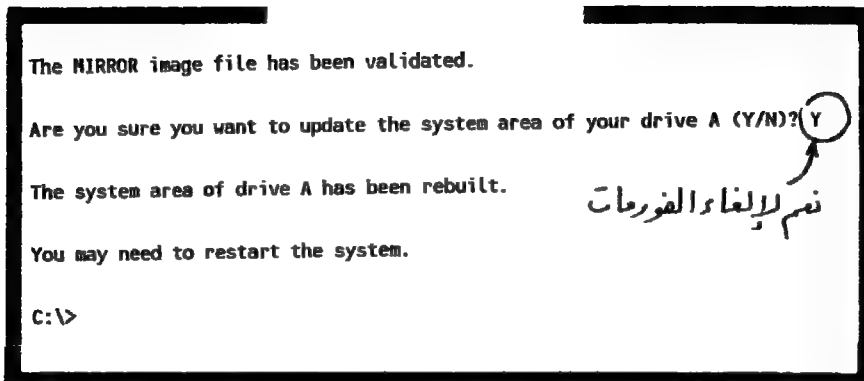 The MIRROR image file has been validated.
Are you sure you want to update the system area of your drive A (Y/N)? Y
The system area of drive A has been rebuilt.
نعم لإلغاء الفورمات
You may need to restart the system.
C:\>